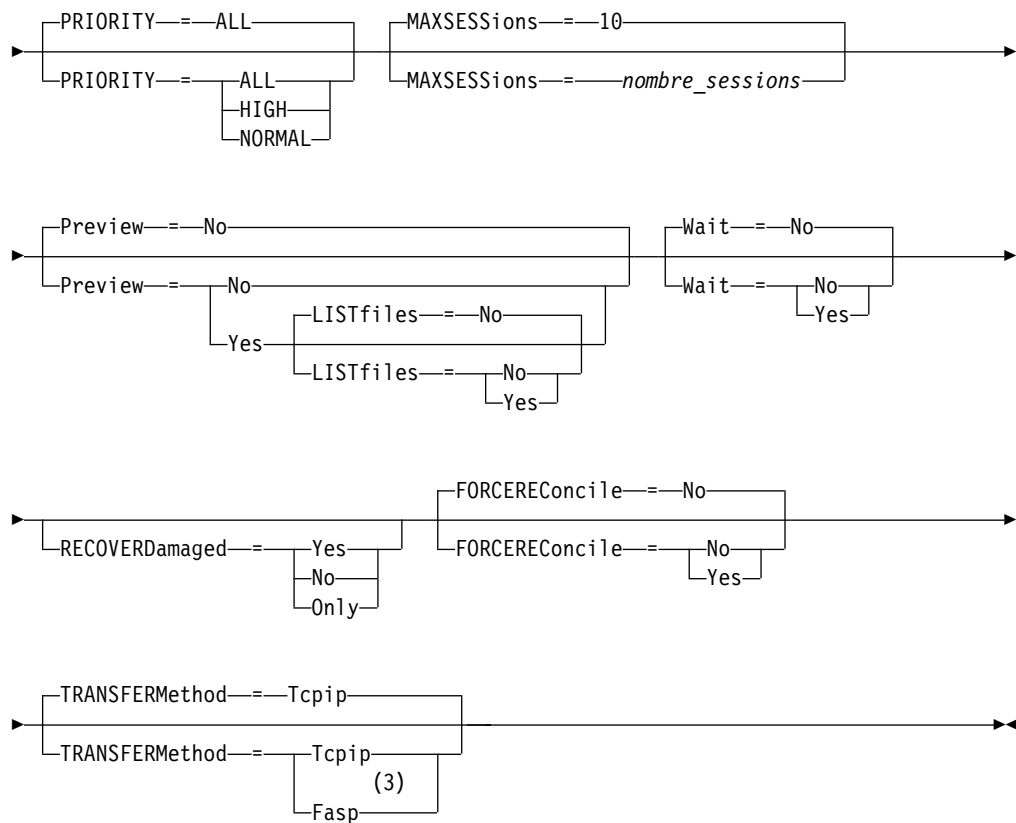 PRIORITY = ALL MAXSESSions = 10
PRIORITY = ALL MAXSESSions = nombre_sessions
HIGH
NORMAL
Preview = No Wait = No
Preview = No Wait = No
LISTfiles = No Yes
Yes
LISTfiles = No
Yes
FORCEREConcile = No
RECOVERDamaged = Yes FORCEREConcile = No
No Yes
Only
TRANSFERMethod = Tcpip
TRANSFERMethod = Tcpip
(3)
Fasp